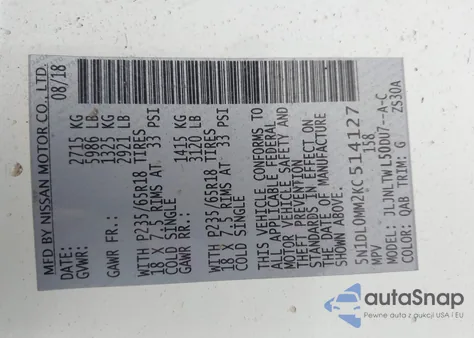 MFD BY NISSAN MOTOR CO., LTD.
DATE: 08/18
GVWR: 2715 KG
5986 LB
GAWR FR.: 1325 KG
2921 LB
WITH P235/65R18 TIRES
18 X 7.5 RIMS AT 33 PSI
COLD SINGLE
GAWR RR.: 1415 KG
3120 LB
WITH P235/65R18 TIRES
18 X 7.5 RIMS AT 33 PSI
COLD SINGLE
THIS VEHICLE CONFORMS TO
ALL APPLICABLE FEDERAL
MOTOR VEHICLE SAFETY AND
THEFT PREVENTION
STANDARDS IN EFFECT ON
THE DATE OF MANUFACTURE
SHOWN ABOVE.
5N1DL0MM2KC514127
MPV 158
MODEL: JLJNLTWL50DU7--A-C
COLOR: QAB TRIM: G ZS30A
autoSnap
Pewne auta z aukcji USA / EU